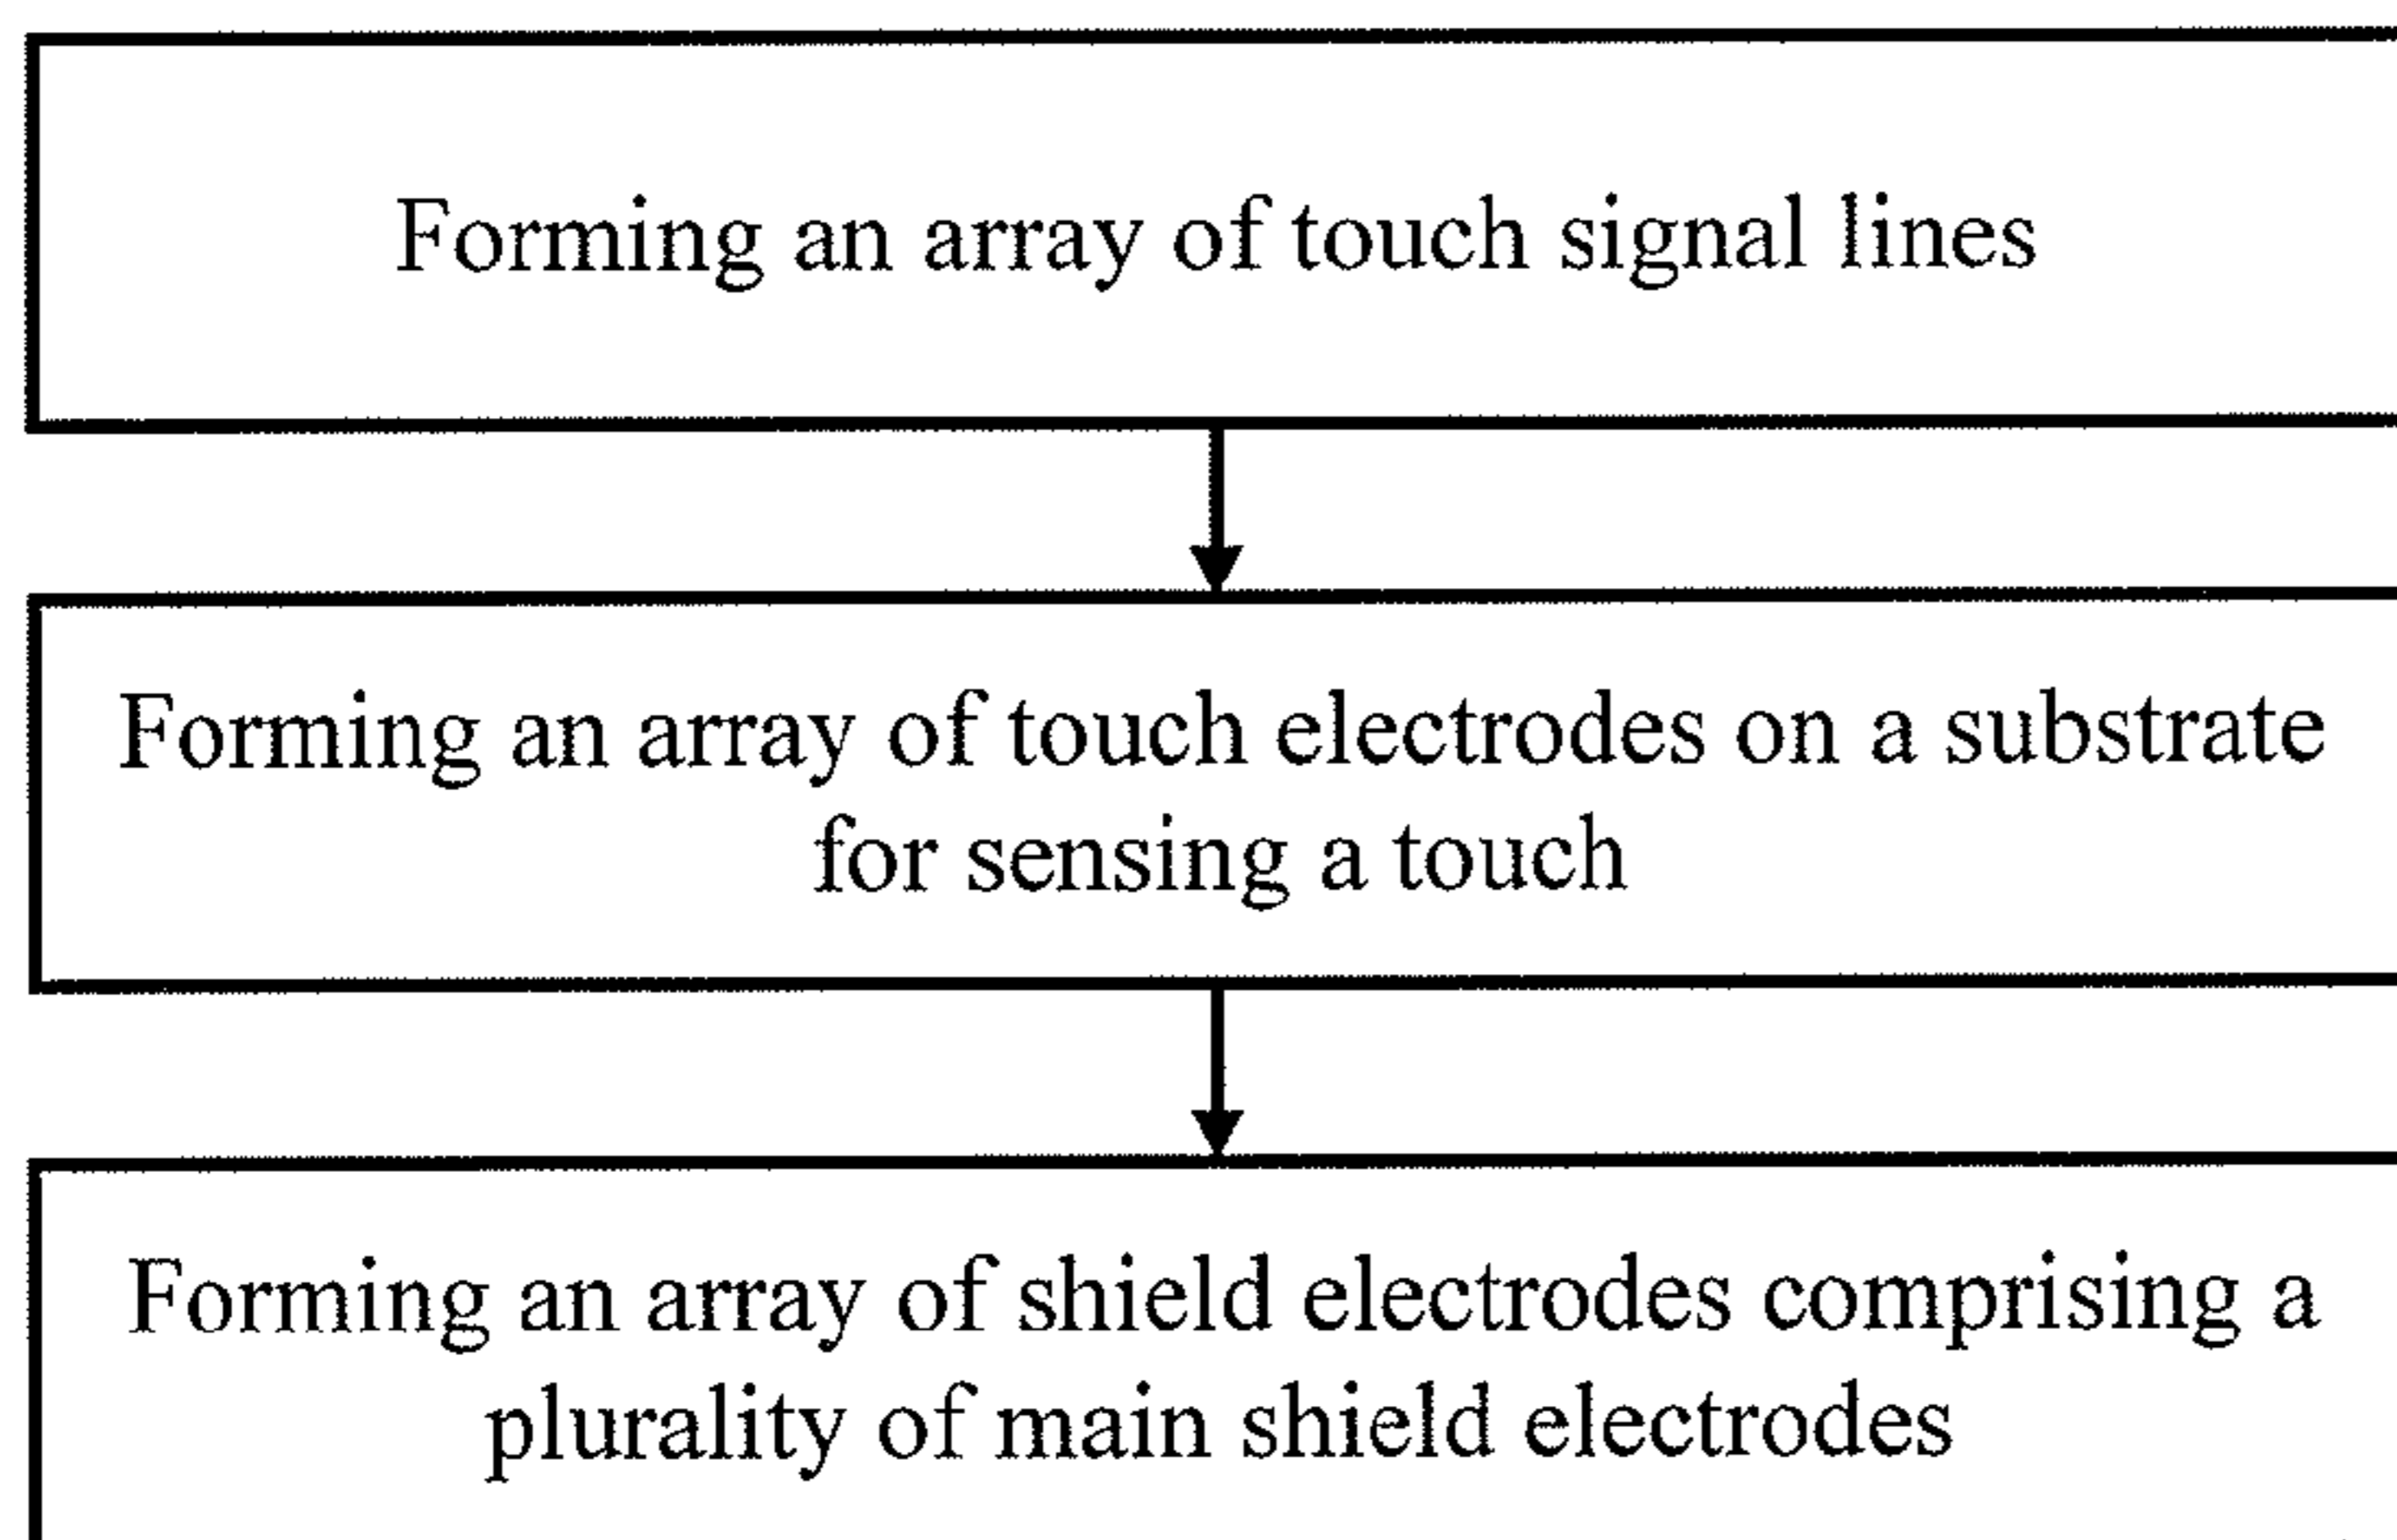 Forming an array of touch signal lines
Forming an array of touch electrodes on a substrate
for sensing a touch
Forming an array of shield electrodes comprising a
plurality of main shield electrodes